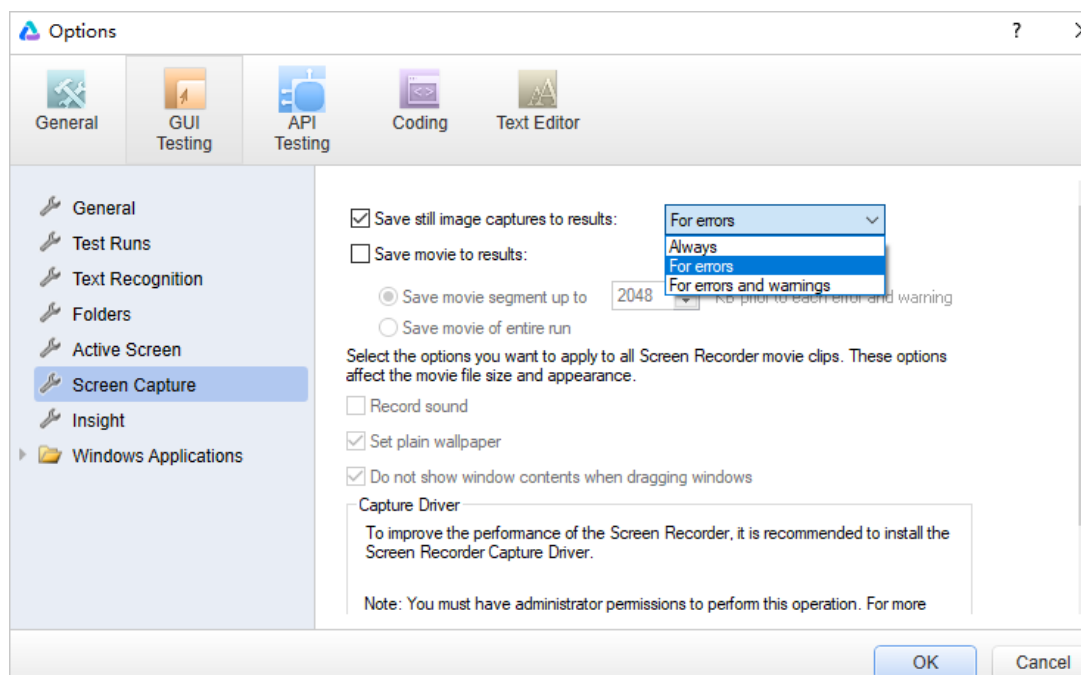 Options
?
General
GUI
Testing
API
Testing
Coding
Text Editor
General
Test Runs
Text Recognition
Folders
Active Screen
Screen Capture
Insight
Windows Applications
Save still image captures to results:
For errors
Always
For errors
For errors and warnings
Save movie to results:
Save movie segment up to
2048
KB prior to each error and warning
Save movie of entire run
Select the options you want to apply to all Screen Recorder movie clips. These options
affect the movie file size and appearance.
Record sound
Set plain wallpaper
Do not show window contents when dragging windows
Capture Driver
To improve the performance of the Screen Recorder, it is recommended to install the
Screen Recorder Capture Driver.
Note: You must have administrator permissions to perform this operation. For more
OK
Cancel